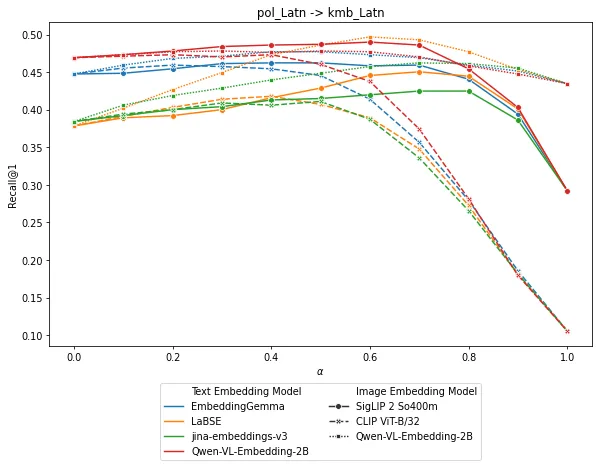 pol_Latn -> kmb_Latn
Recall@1
0.50
0.45
0.40
0.35
0.30
0.25
0.20
0.15
0.10
0.0 0.2 0.4 0.6 0.8 1.0
α
Text Embedding Model
EmbeddingGemma
LaBSE
jina-embeddings-v3
Qwen-VL-Embedding-2B
Image Embedding Model
SigLIP 2 So400m
CLIP ViT-B/32
Qwen-VL-Embedding-2B